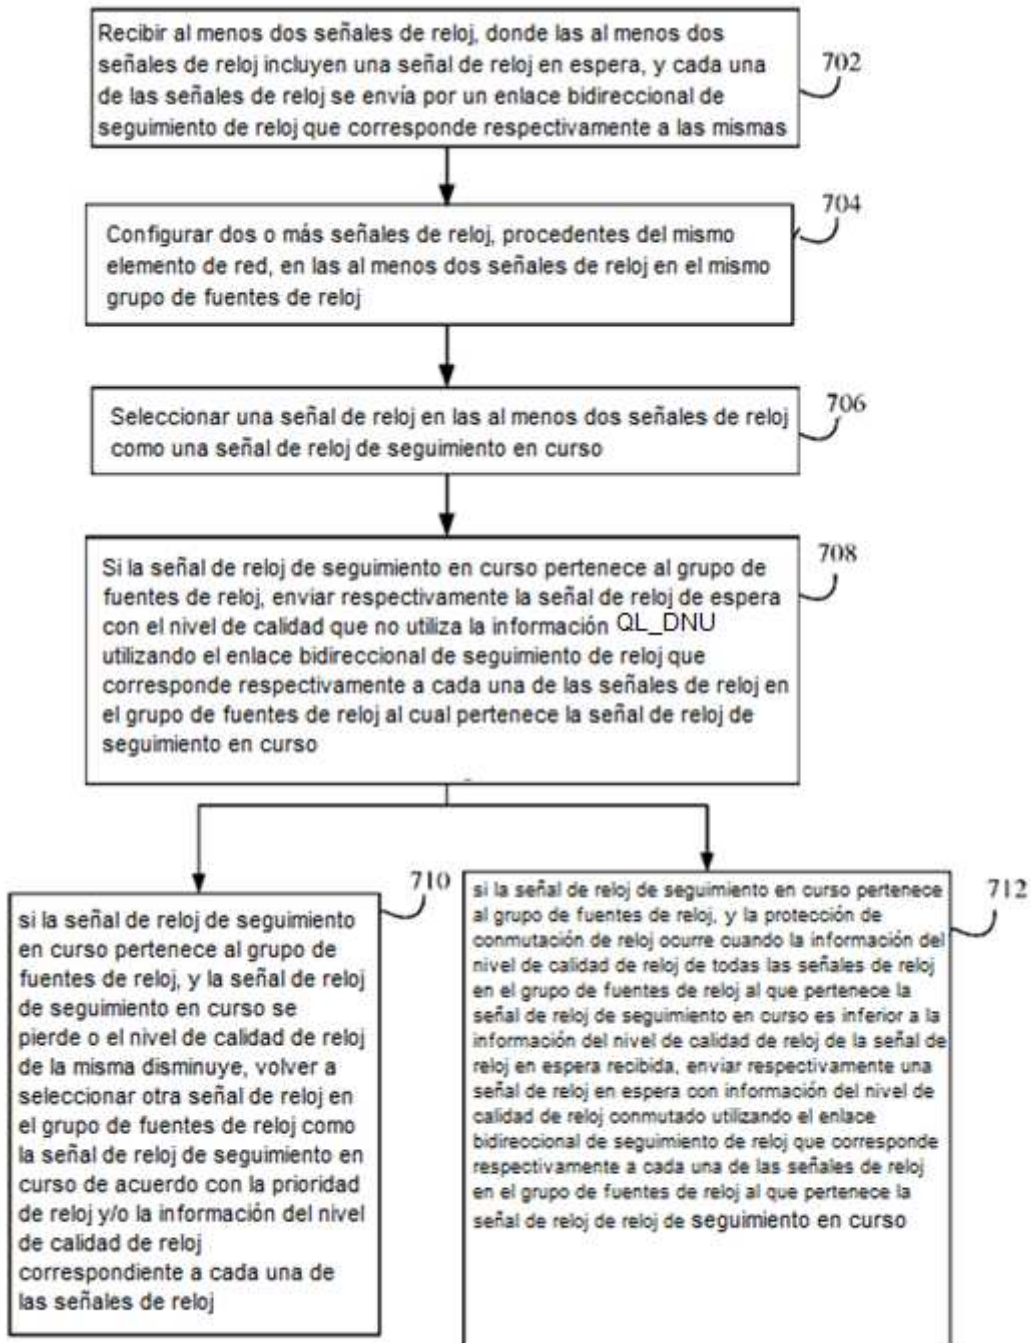 Recibir al menos dos señales de reloj, donde las al menos dos
señales de reloj incluyen una señal de reloj en espera, y cada una
de las señales de reloj se envía por un enlace bidireccional de
seguimiento de reloj que corresponde respectivamente a las mismas
702
704
Configurar dos o más señales de reloj, procedentes del mismo
elemento de red, en las al menos dos señales de reloj en el mismo
grupo de fuentes de reloj
706
Seleccionar una señal de reloj en las al menos dos señales de reloj
como una señal de reloj de seguimiento en curso
708
Si la señal de reloj de seguimiento en curso pertenece al grupo de
fuentes de reloj, enviar respectivamente la señal de reloj de espera
con el nivel de calidad que no utiliza la información QL_DNU
utilizando el enlace bidireccional de seguimiento de reloj que
corresponde respectivamente a cada una de las señales de reloj en
el grupo de fuentes de reloj al cual pertenece la señal de reloj de
seguimiento en curso
710
si la señal de reloj de seguimiento
en curso pertenece al grupo de
fuentes de reloj, y la señal de reloj
de seguimiento en curso se
pierde o el nivel de calidad de reloj
de la misma disminuye, volver a
seleccionar otra señal de reloj en
el grupo de fuentes de reloj como
la señal de reloj de seguimiento en
curso de acuerdo con la prioridad
de reloj y/o la información del nivel
de calidad de reloj
correspondiente a cada una de
las señales de reloj
712
si la señal de reloj de seguimiento en curso pertenece
al grupo de fuentes de reloj, y la protección de
conmutación de reloj ocurre cuando la información del
nivel de calidad de reloj de todas las señales de reloj
en el grupo de fuentes de reloj al que pertenece la
señal de reloj de seguimiento en curso es inferior a la
información del nivel de calidad de reloj de la señal de
reloj en espera recibida, enviar respectivamente una
señal de reloj en espera con información del nivel de
calidad de reloj conmutado utilizando el enlace
bidireccional de seguimiento de reloj que corresponde
respectivamente a cada una de las señales de reloj
en el grupo de fuentes de reloj al que pertenece la
señal de reloj de reloj de seguimiento en curso